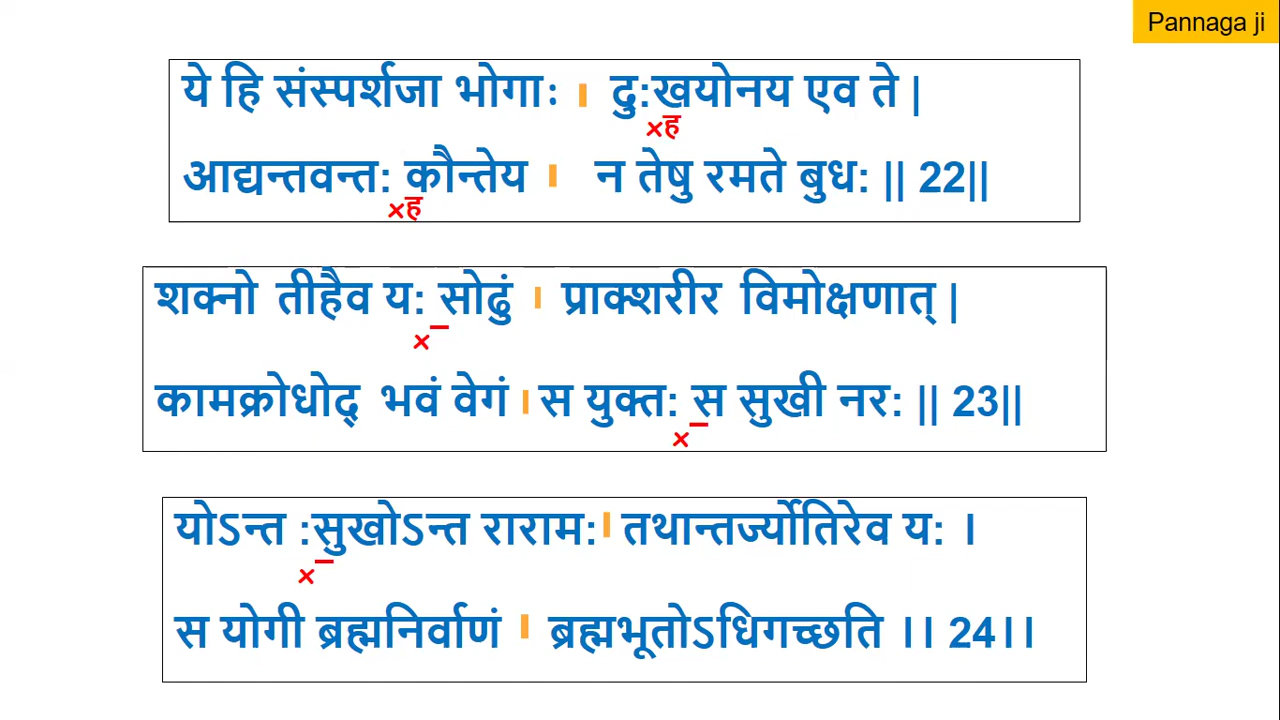 Pannaga ji
ये हि संस्पर्शजा भोगाः । दु:खयोनय एव ते |
×ह
आद्यन्तवन्त: कौन्तेय । न तेषु रमते बुध: || 22||
×ह
शक्नो तीहैव य: सोढुं । प्राक्शरीर विमोक्षणात् |
×–
कामक्रोधोद् भवं वेगं । स युक्त: स सुखी नर: || 23||
×–
योऽन्त :सुखोऽन्त रारामः । तथान्तर्ज्योतिरेव य: ।
×–
स योगी ब्रह्मनिर्वाणं । ब्रह्मभूतोऽधिगच्छति ।। 24।।